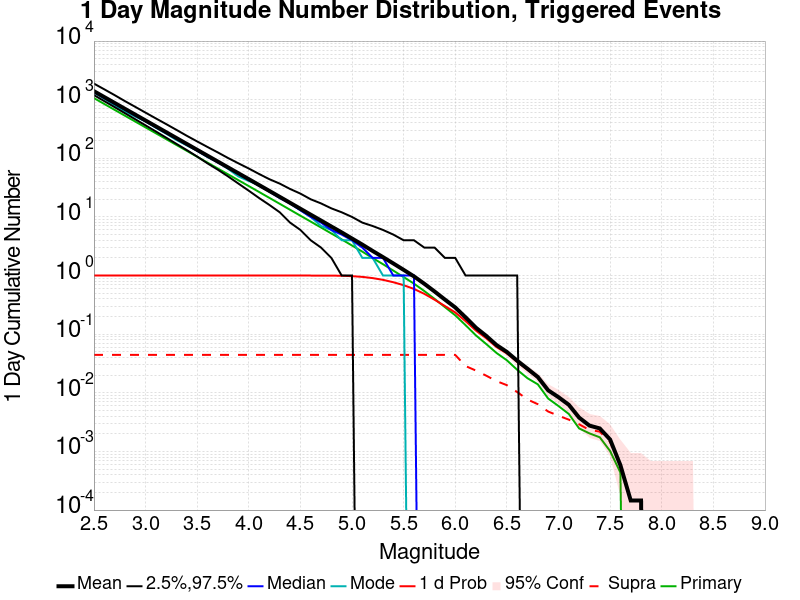 1 Day Magnitude Number Distribution, Triggered Events
1 Day Cumulative Number
10 4
10 3
10 2
10 1
10 0
10 -1
10 -2
10 -3
10 -4
2.5 3.0 3.5 4.0 4.5 5.0 5.5 6.0 6.5 7.0 7.5 8.0 8.5 9.0
Magnitude
Mean 2.5%,97.5% Median Mode 1 d Prob 95% Conf Supra Primary